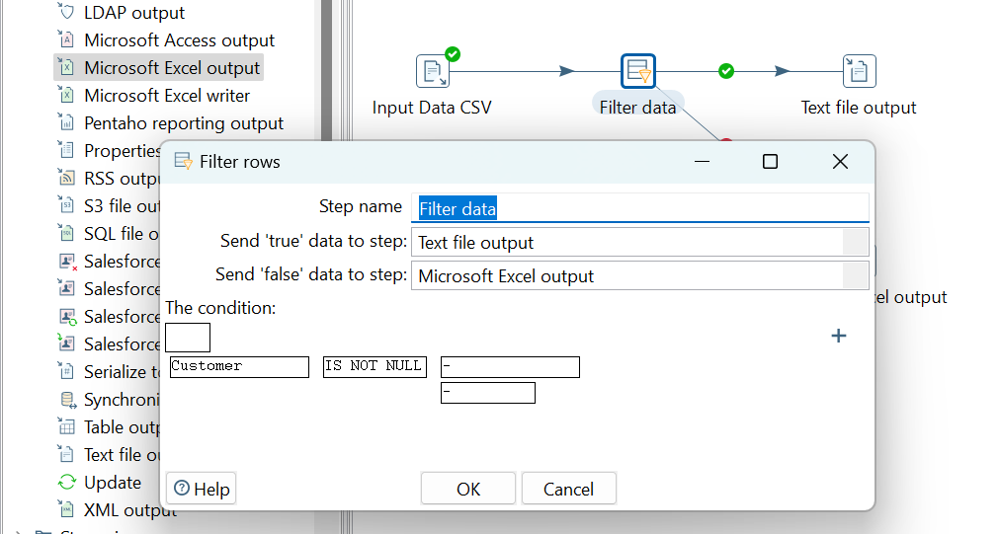 LDAP output
Microsoft Access output
Microsoft Excel output
Microsoft Excel writer
Pentaho reporting output
Properties
RSS outpu
S3 file out
SQL file o
Salesforce
Salesforce
Salesforce
Salesforce
Serialize to
Synchroni
Table outp
Text file ou
Update
XML output
Input Data CSV
Filter data
Text file output
el output
Filter rows
Step name Filter data
Send 'true' data to step: Text file output
Send 'false' data to step: Microsoft Excel output
The condition:
+
Customer IS NOT NULL -
-
Help OK Cancel